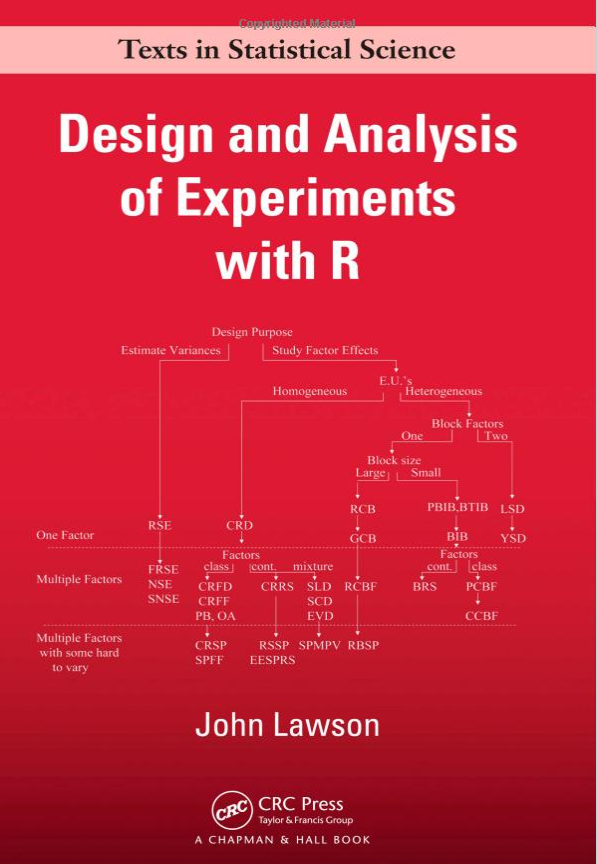 Copyrighted Material
Texts in Statistical Science
Design and Analysis
of Experiments
with R
Design Purpose
Estimate Variances Study Factor Effects
E.U.'s
Homogeneous Heterogeneous
Block Factors
One Two
Block size
Large Small
RCB PBIB,BTIB LSD
One Factor RSE CRD GCB BIB YSD
Factors Factors
class cont. mixture cont. class
Multiple Factors FRSE NSE SNSE
CRFD CRRS SLD RCBF BRS PCBF
CRFF SCD
PB, OA EVD CCBF
Multiple Factors
with some hard
to vary
CRSP RSSP SPMPV RBSP
SPFF EESPRS
John Lawson
CRC CRC Press
Taylor & Francis Group
A CHAPMAN & HALL BOOK